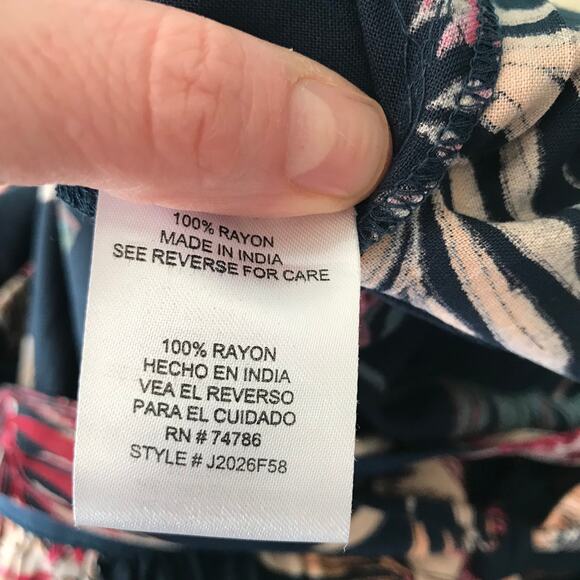 100% RAYON
MADE IN INDIA
SEE REVERSE FOR CARE
100% RAYON
HECHO EN INDIA
VEA EL REVERSO
PARA EL CUIDADO
RN # 74786
STYLE # J2026F58